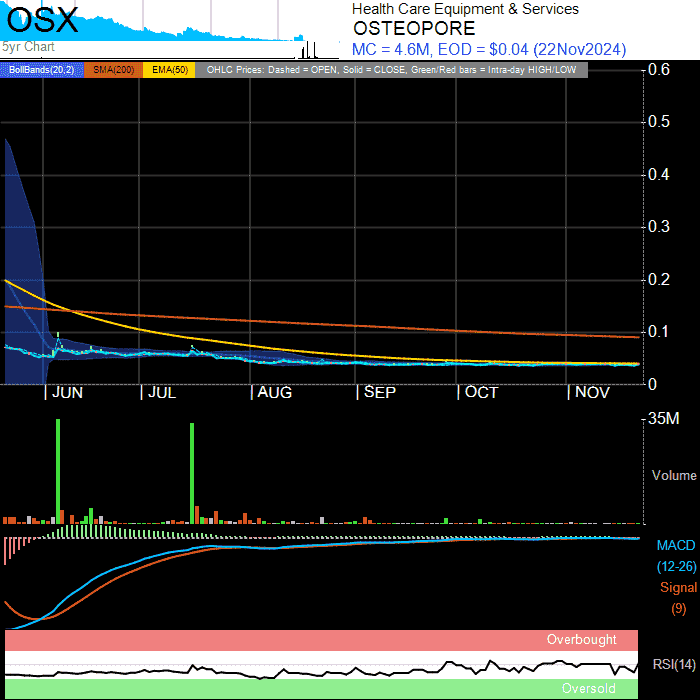 OSX
Health Care Equipment & Services
OSTEOPORE
5yr Chart
MC = 4.6M, EOD = $0.04 (22Nov2024)
BollBands(20,2) SMA(200) EMA(50) OHLC Prices: Dashed = OPEN, Solid = CLOSE, Green/Red bars = Intra-day HIGH/LOW
0.6
0.5
0.4
0.3
0.2
0.1
0
JUN JUL AUG SEP OCT NOV
35M
Volume
MACD
(12-26)
Signal
(9)
Overbought
RSI(14)
Oversold